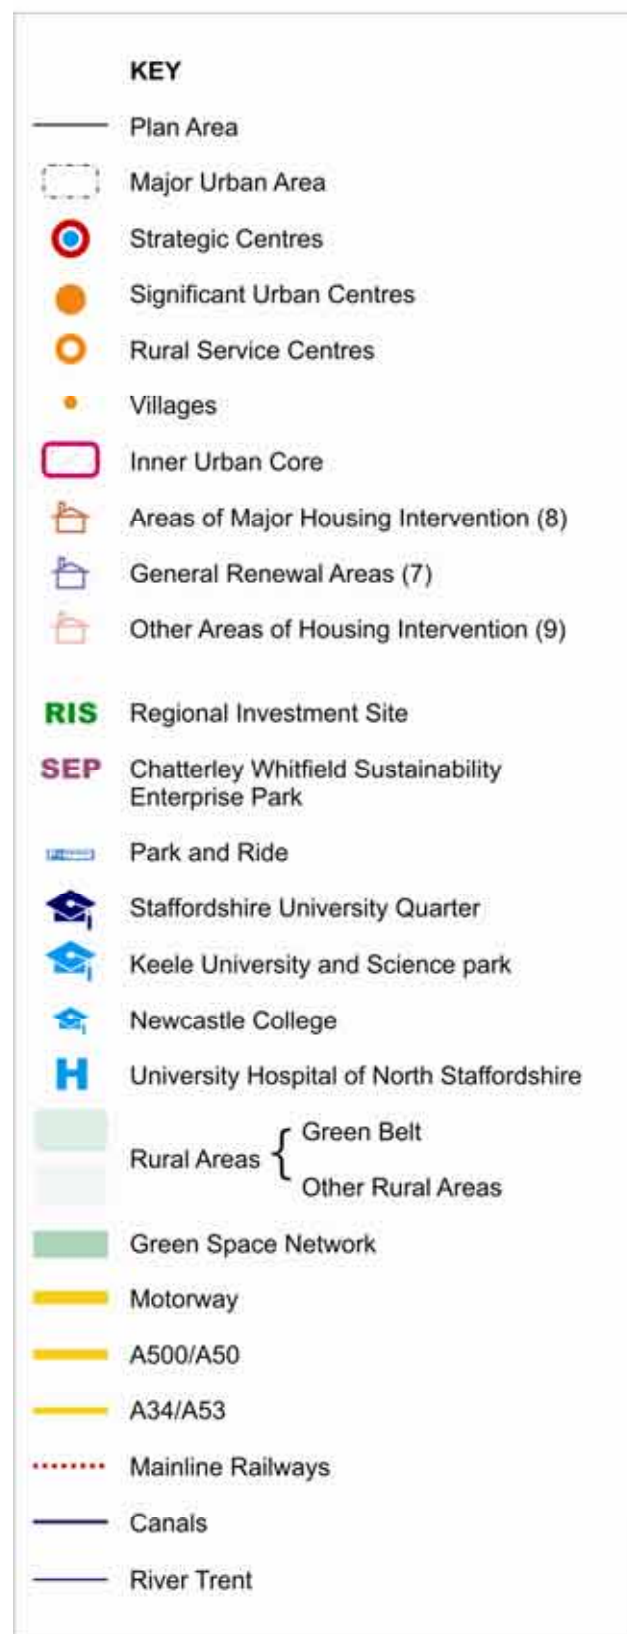 KEY
Plan Area
Major Urban Area
Strategic Centres
Significant Urban Centres
Rural Service Centres
Villages
Inner Urban Core
Areas of Major Housing Intervention (8)
General Renewal Areas (7)
Other Areas of Housing Intervention (9)
RIS Regional Investment Site
SEP Chatterley Whitfield Sustainability
Enterprise Park
Park and Ride
Staffordshire University Quarter
Keele University and Science park
Newcastle College
H University Hospital of North Staffordshire
Green Belt
Rural Areas {
Other Rural Areas
Green Space Network
Motorway
A500/A50
A34/A53
Mainline Railways
Canals
River Trent